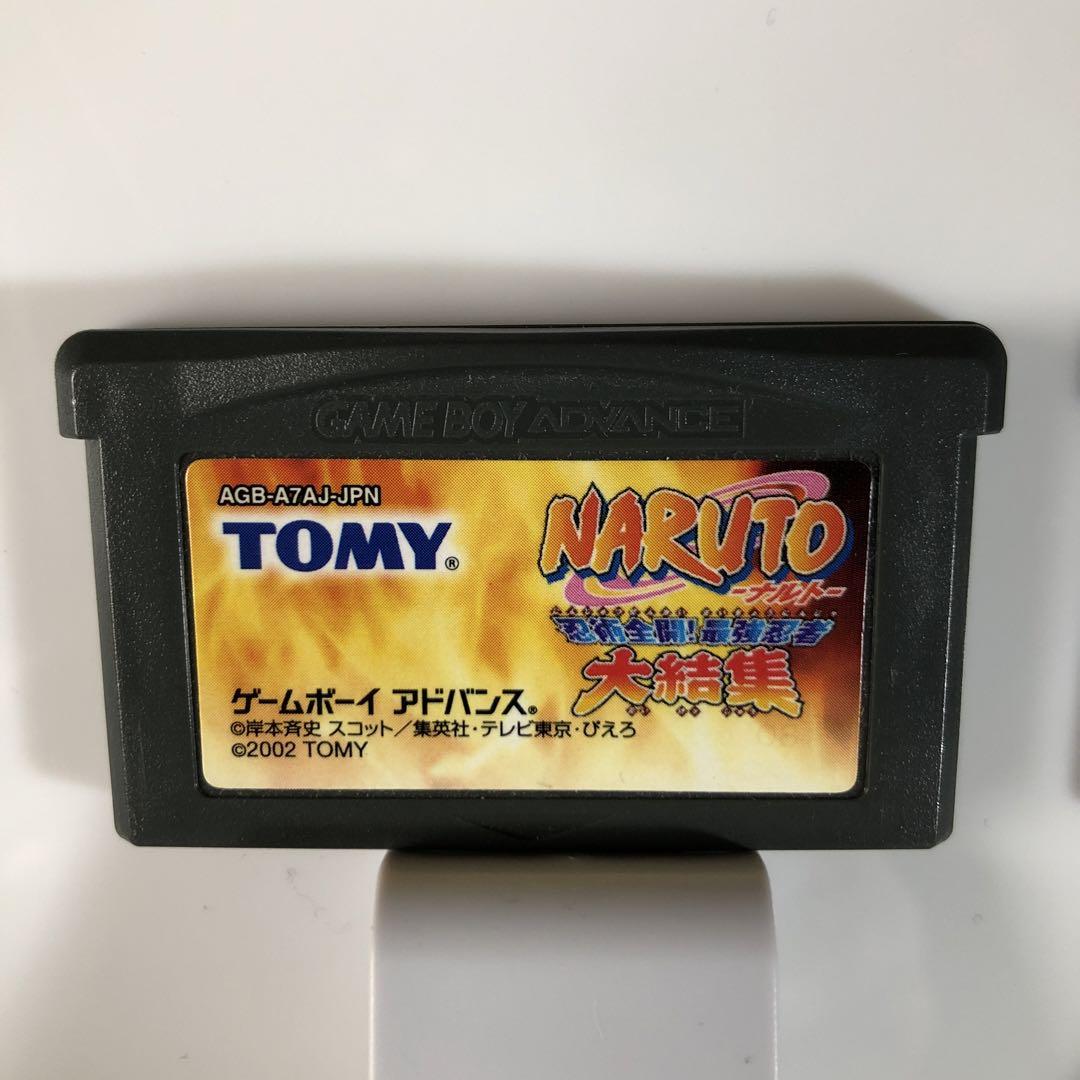 GAME BOY ADVANCE
AGB-A7AJ-JPN
TOMY®
NARUTO
-ナルト-
忍術全開!最強忍者
大結集
ゲームボーイ アドバンス®
©岸本斉史 スコット/集英社・テレビ東京・ぴえろ
©2002 TOMY